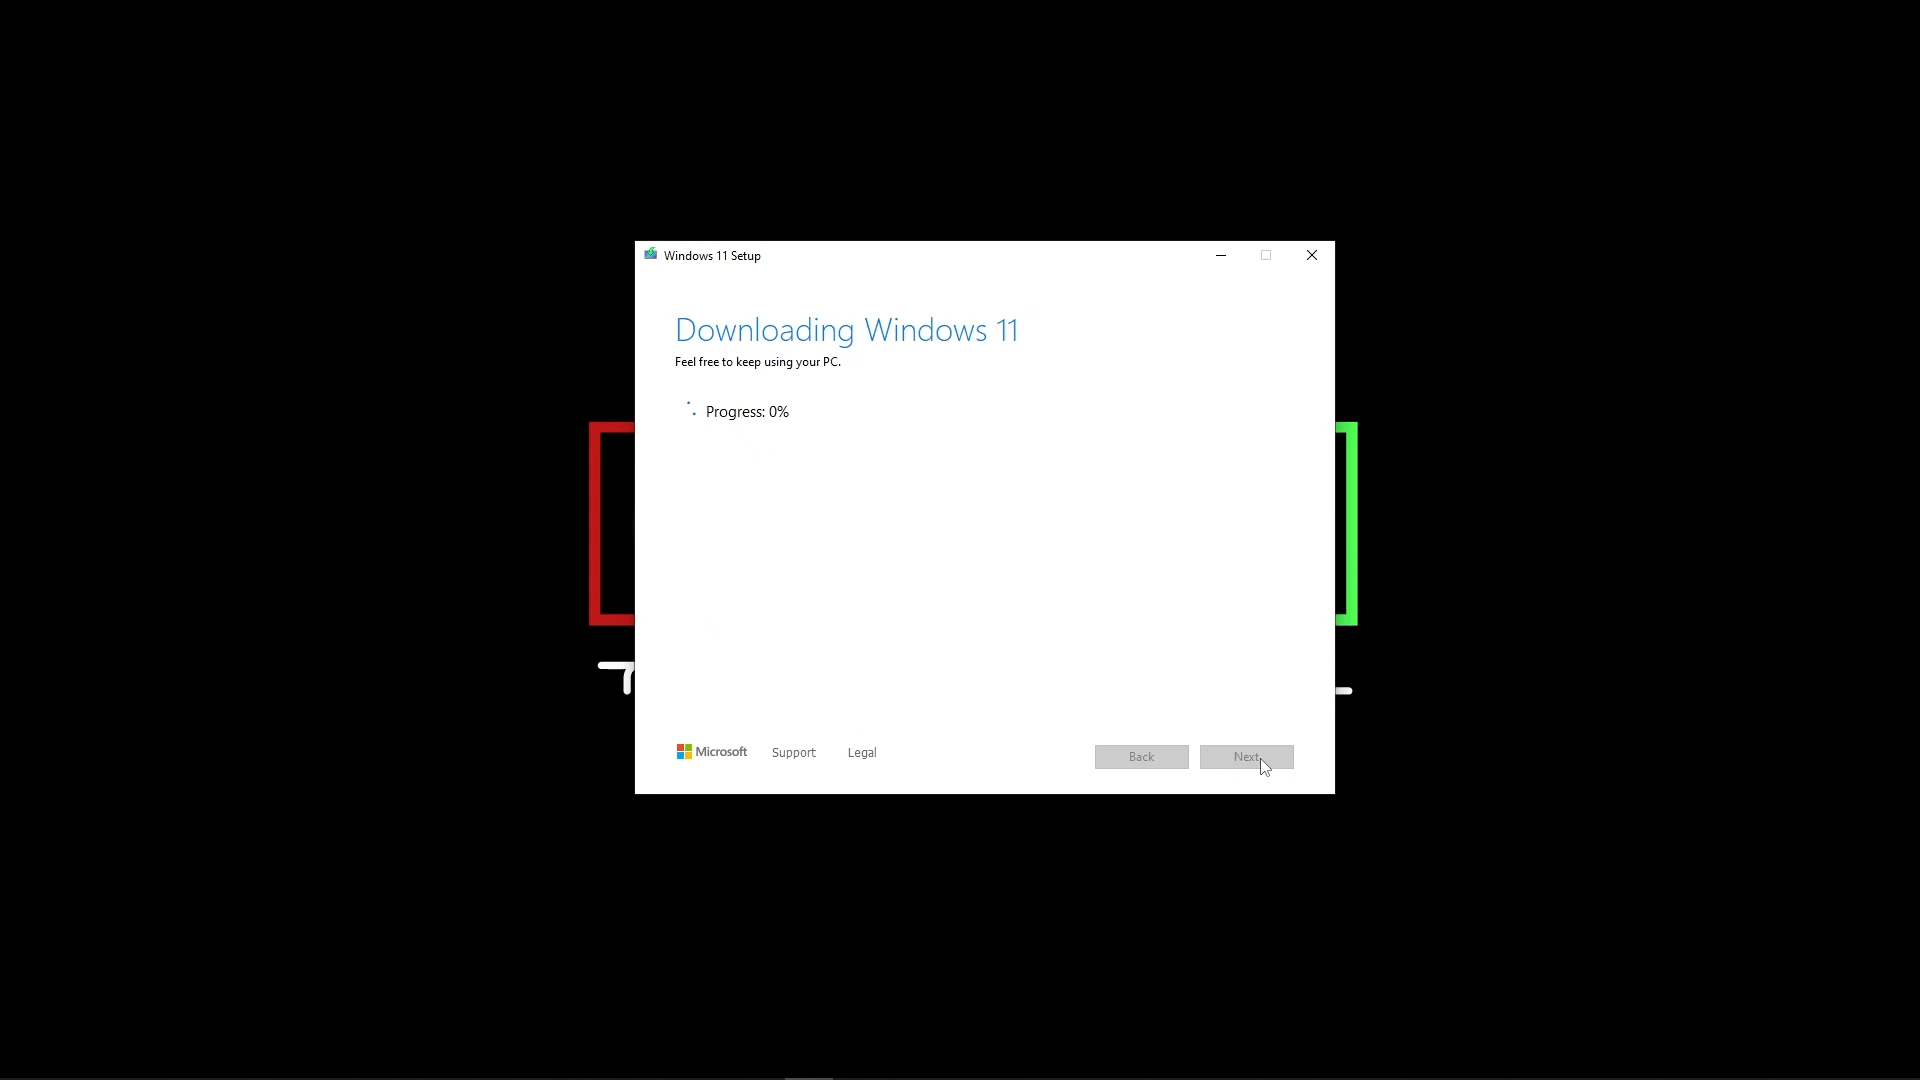 Windows 11 Setup
Downloading Windows 11
Feel free to keep using your PC.
Progress: 0%
Microsoft Support Legal Back Next